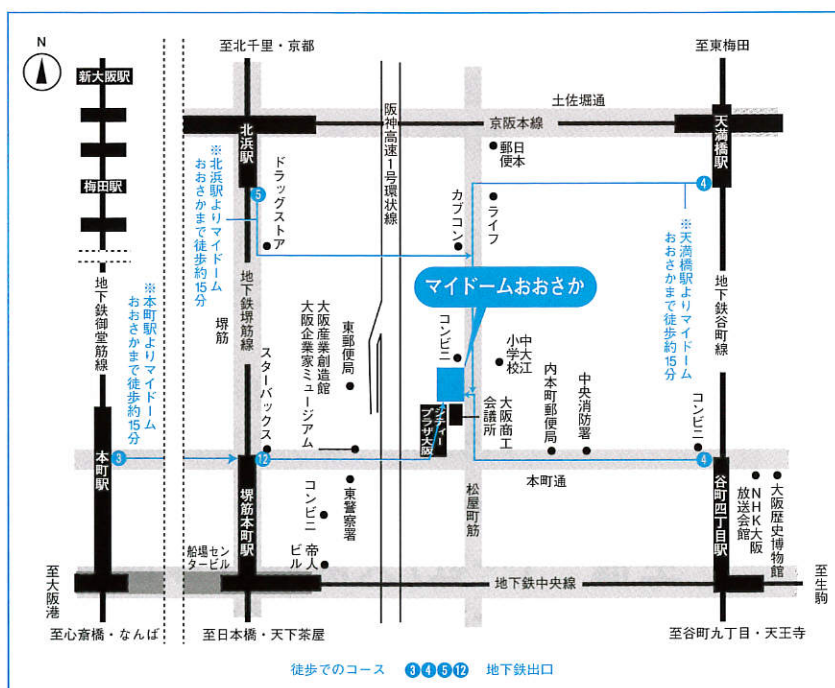 N
至北千里・京都
至東梅田
新大阪駅
梅田駅
北浜駅
天満橋駅
土佐堀通
京阪本線
阪神高速1号環状線
※北浜駅よりマイドーム
おおさかまで徒歩約15分
5
ドラッグストア
日本
郵便
ライフ
カブコン
4
※天満橋駅よりマイドーム
おおさかまで徒歩約15分
地下鉄谷町線
マイドームおおさか
地下鉄御堂筋線
※本町駅よりマイドーム
おおさかまで徒歩約15分
堺筋
地下鉄堺筋線
スターバックス
大阪産業創造館
大阪企業家ミュージアム
東郵便局
コンビニ
中大江
小学校
シティー
プラザ大阪
大阪商工
会議所
内本町郵便局
中央消防署
コンビニ
本町駅
3
12
4
堺筋本町駅
コンビニ
東警察署
松屋町筋
本町通
谷町四丁目駅
NHK大阪
放送会館
大阪歴史博物館
船場セン
タービル
帝人
ビル
地下鉄中央線
至大阪港
至生駒
至心斎橋・なんば
至日本橋・天下茶屋
至谷町九丁目・天王寺
徒歩でのコース 3 4 5 12 地下鉄出口